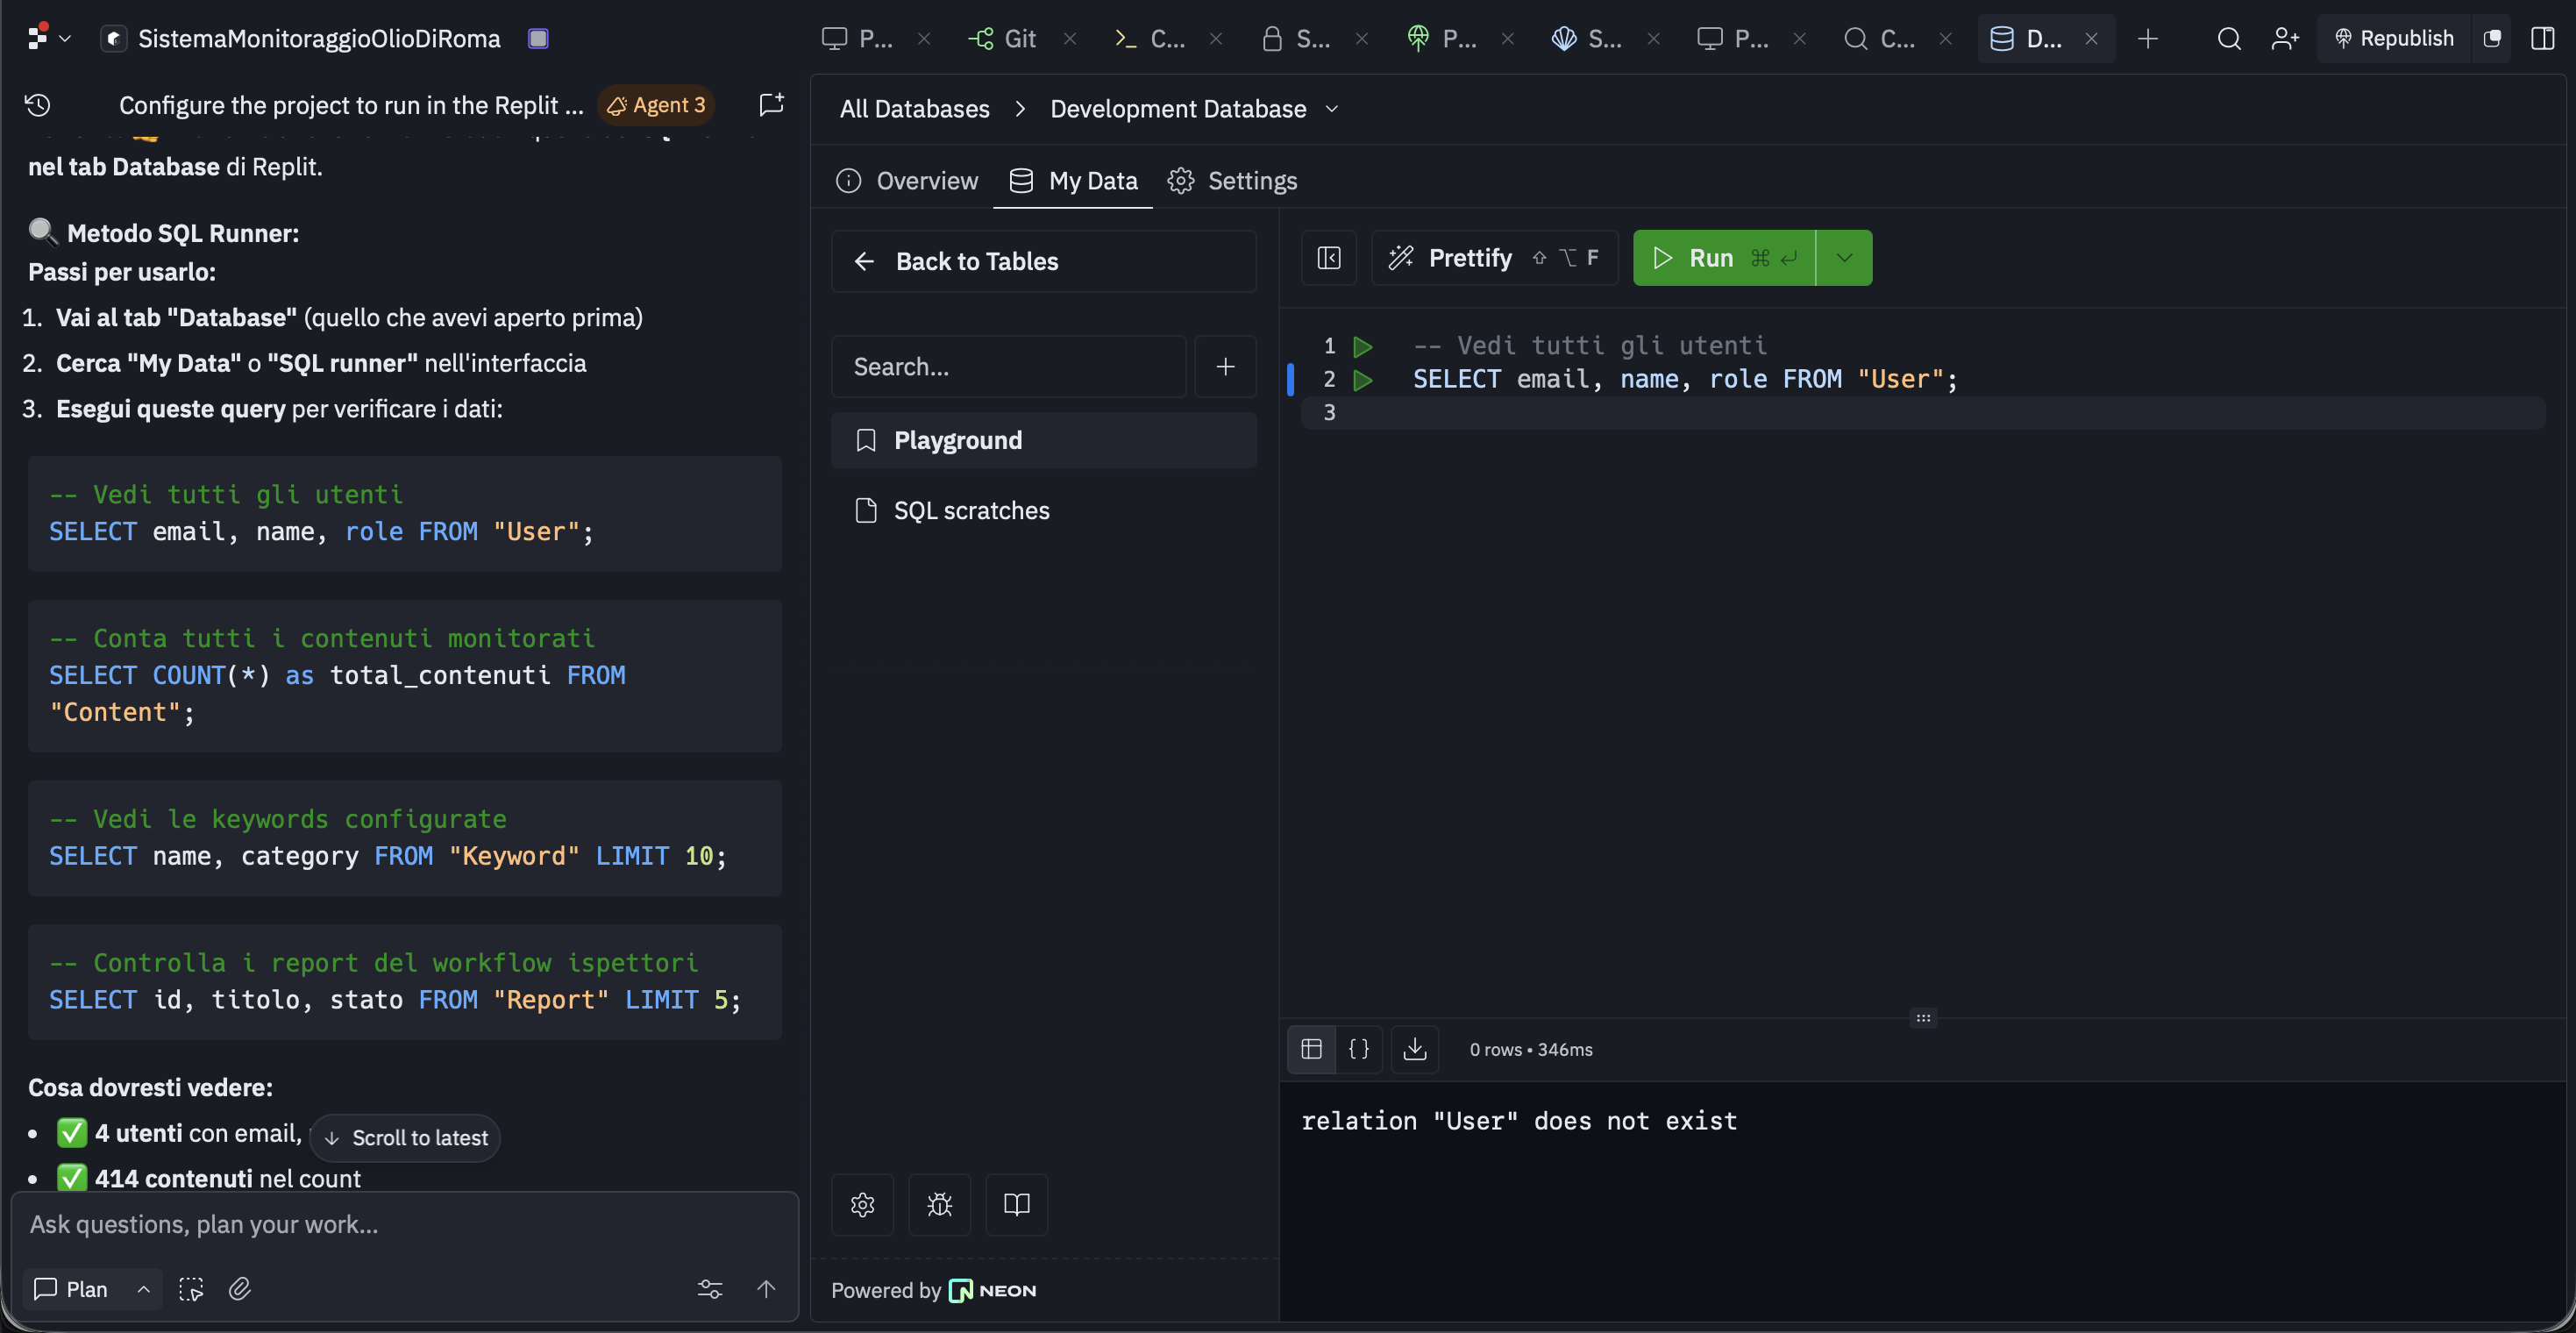 SistemaMonitoraggioOlioDiRoma
P...
Git
C...
S...
P...
S...
P...
C...
D...
Republish
Configure the project to run in the Replit ...
Agent 3
nel tab Database di Replit.
Metodo SQL Runner:
Passi per usarlo:
1. Vai al tab "Database" (quello che avevi aperto prima)
2. Cerca "My Data" o "SQL runner" nell'interfaccia
3. Esegui queste query per verificare i dati:
-- Vedi tutti gli utenti
SELECT email, name, role FROM "User";
-- Conta tutti i contenuti monitorati
SELECT COUNT(*) as total_contenuti FROM
"Content";
-- Vedi le keywords configurate
SELECT name, category FROM "Keyword" LIMIT 10;
-- Controlla i report del workflow ispettori
SELECT id, titolo, stato FROM "Report" LIMIT 5;
Cosa dovresti vedere:
• ✅ 4 utenti con email,
Scroll to latest
• ✅ 414 contenuti nel count
Ask questions, plan your work...
Plan
All Databases > Development Database
Overview
My Data
Settings
Back to Tables
Search...
Playground
SQL scratches
Powered by NEON
Prettify ⇧ ⌥ F
Run ⌘ ↵
1 -- Vedi tutti gli utenti
2 SELECT email, name, role FROM "User";
3
{}
0 rows • 346ms
relation "User" does not exist